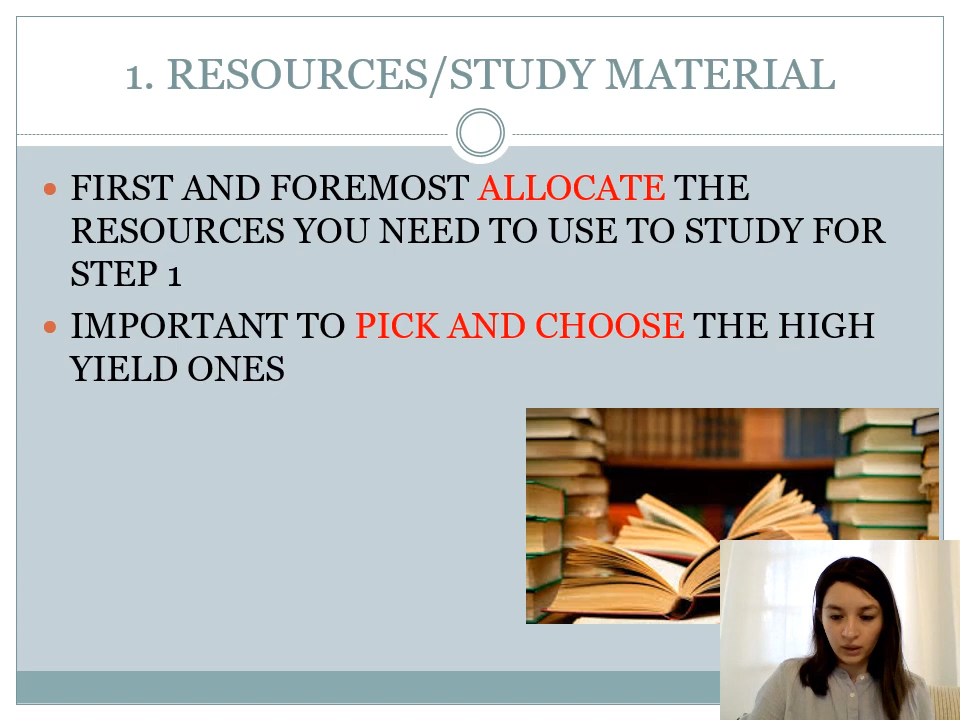 1. RESOURCES/STUDY MATERIAL
• FIRST AND FOREMOST ALLOCATE THE
RESOURCES YOU NEED TO USE TO STUDY FOR
STEP 1
• IMPORTANT TO PICK AND CHOOSE THE HIGH
YIELD ONES